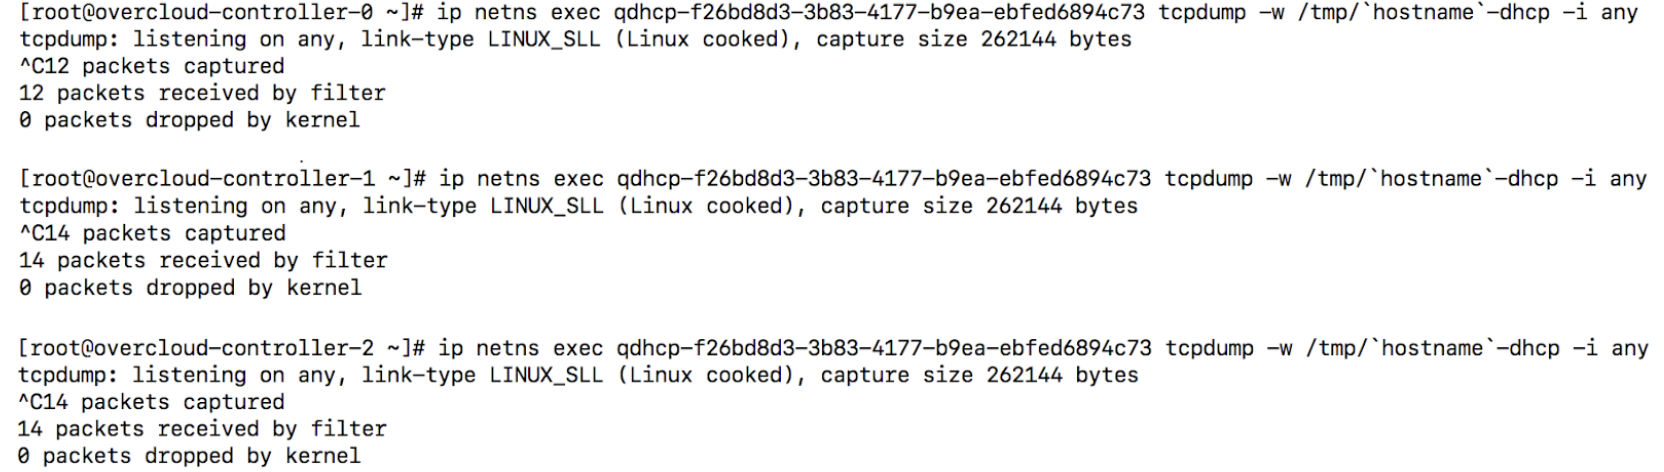 [root@overcloud-controller-0 ~]# ip netns exec qdhcp-f26bd8d3-3b83-4177-b9ea-ebfed6894c73 tcpdump -w /tmp/`hostname`-dhcp -i any
tcpdump: listening on any, link-type LINUX_SLL (Linux cooked), capture size 262144 bytes
^C12 packets captured
12 packets received by filter
0 packets dropped by kernel
[root@overcloud-controller-1 ~]# ip netns exec qdhcp-f26bd8d3-3b83-4177-b9ea-ebfed6894c73 tcpdump -w /tmp/`hostname`-dhcp -i any
tcpdump: listening on any, link-type LINUX_SLL (Linux cooked), capture size 262144 bytes
^C14 packets captured
14 packets received by filter
0 packets dropped by kernel
[root@overcloud-controller-2 ~]# ip netns exec qdhcp-f26bd8d3-3b83-4177-b9ea-ebfed6894c73 tcpdump -w /tmp/`hostname`-dhcp -i any
tcpdump: listening on any, link-type LINUX_SLL (Linux cooked), capture size 262144 bytes
^C14 packets captured
14 packets received by filter
0 packets dropped by kernel